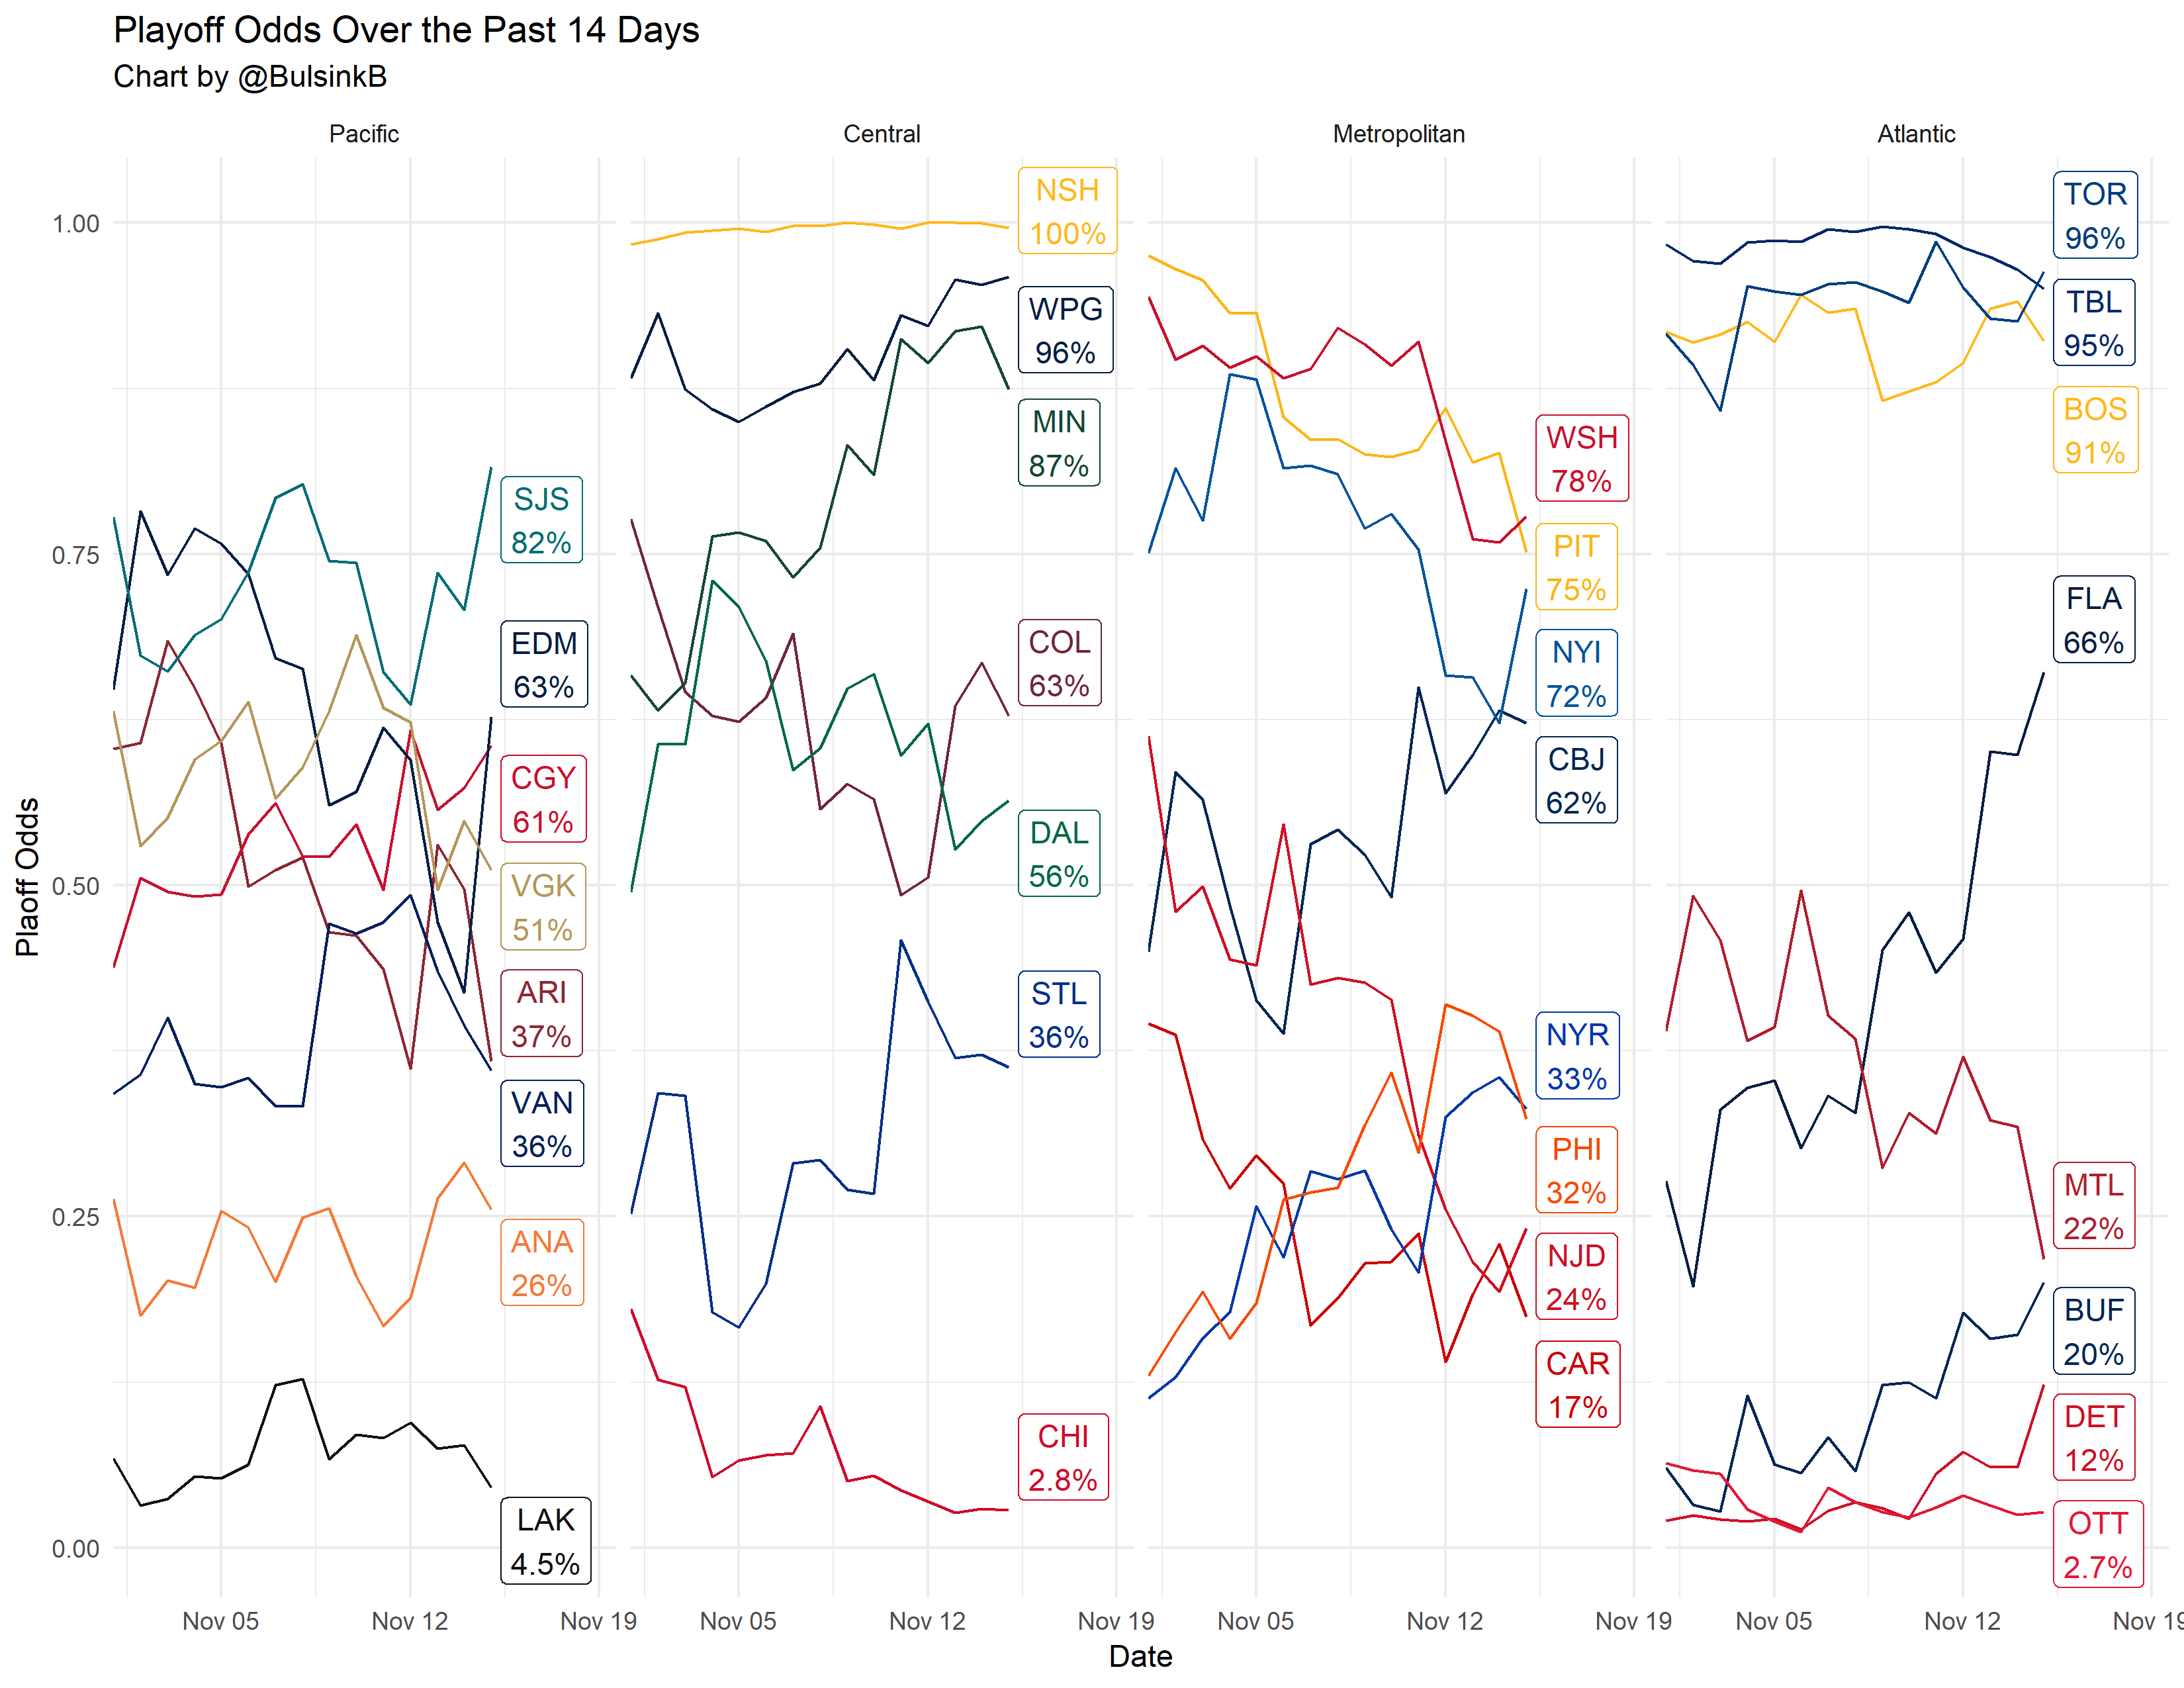 Playoff Odds Over the Past 14 Days
Chart by @BulsinkB
Pacific
Central
Metropolitan
Atlantic
Plaoff Odds
1.00
0.75
0.50
0.25
0.00
SJS
82%
EDM
63%
CGY
61%
VGK
51%
ARI
37%
VAN
36%
ANA
26%
LAK
4.5%
NSH
100%
WPG
96%
MIN
87%
COL
63%
DAL
56%
STL
36%
CHI
2.8%
WSH
78%
PIT
75%
NYI
72%
CBJ
62%
NYR
33%
PHI
32%
NJD
24%
CAR
17%
TOR
96%
TBL
95%
BOS
91%
FLA
66%
MTL
22%
BUF
20%
DET
12%
OTT
2.7%
Nov 05 Nov 12 Nov 19 Nov 05 Nov 12 Nov 19 Nov 05 Nov 12 Nov 19 Nov 05 Nov 12 Nov 19
Date